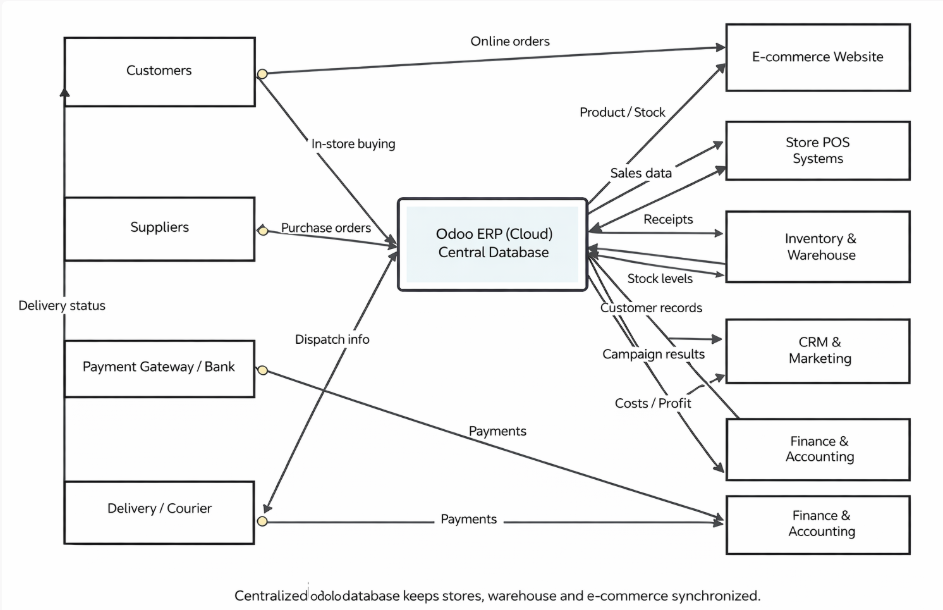 Online orders
Customers
E-commerce Website
Product / Stock
In-store buying
Store POS
Systems
Sales data
Suppliers
Purchase orders
Receipts
Odoo ERP (Cloud)
Central Database
Inventory &
Warehouse
Stock levels
Delivery status
Customer records
Dispatch info
CRM &
Marketing
Campaign results
Payment Gateway / Bank
Costs / Profit
Payments
Finance &
Accounting
Delivery / Courier
Payments
Finance &
Accounting
Centralized odolo database keeps stores, warehouse and e-commerce synchronized.